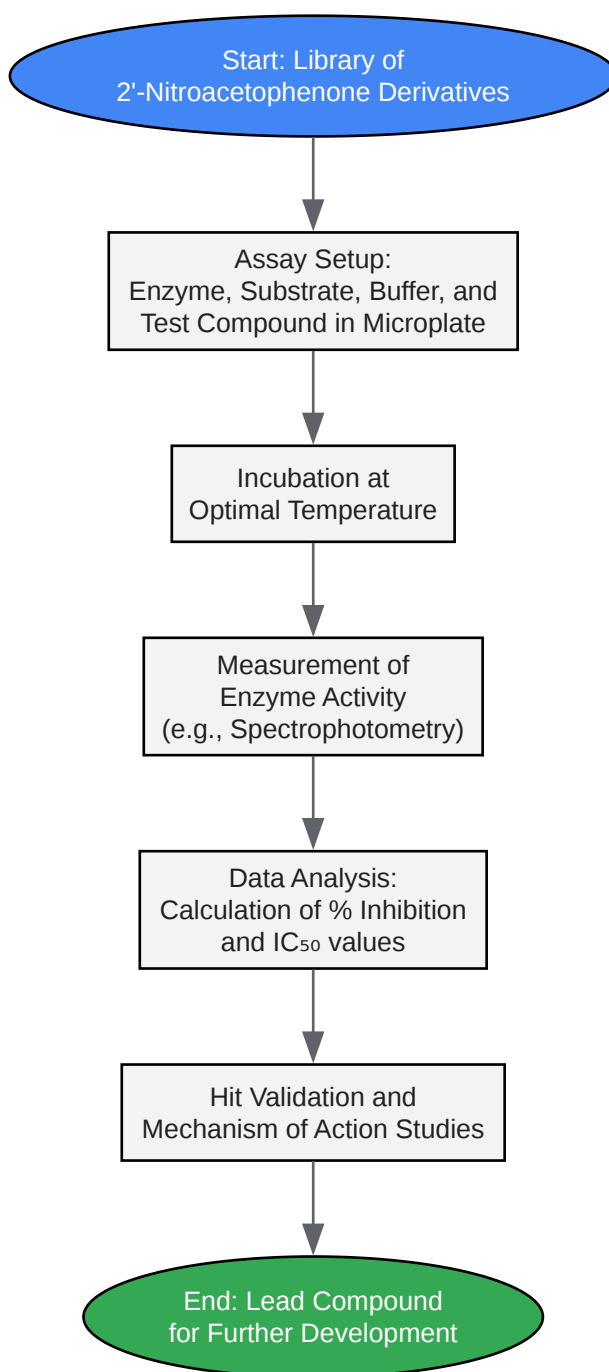 Start: Library of
2'-Nitroacetophenone Derivatives
Assay Setup:
Enzyme, Substrate, Buffer, and
Test Compound in Microplate
Incubation at
Optimal Temperature
Measurement of
Enzyme Activity
(e.g., Spectrophotometry)
Data Analysis:
Calculation of % Inhibition
and IC₅₀ values
Hit Validation and
Mechanism of Action Studies
End: Lead Compound
for Further Development